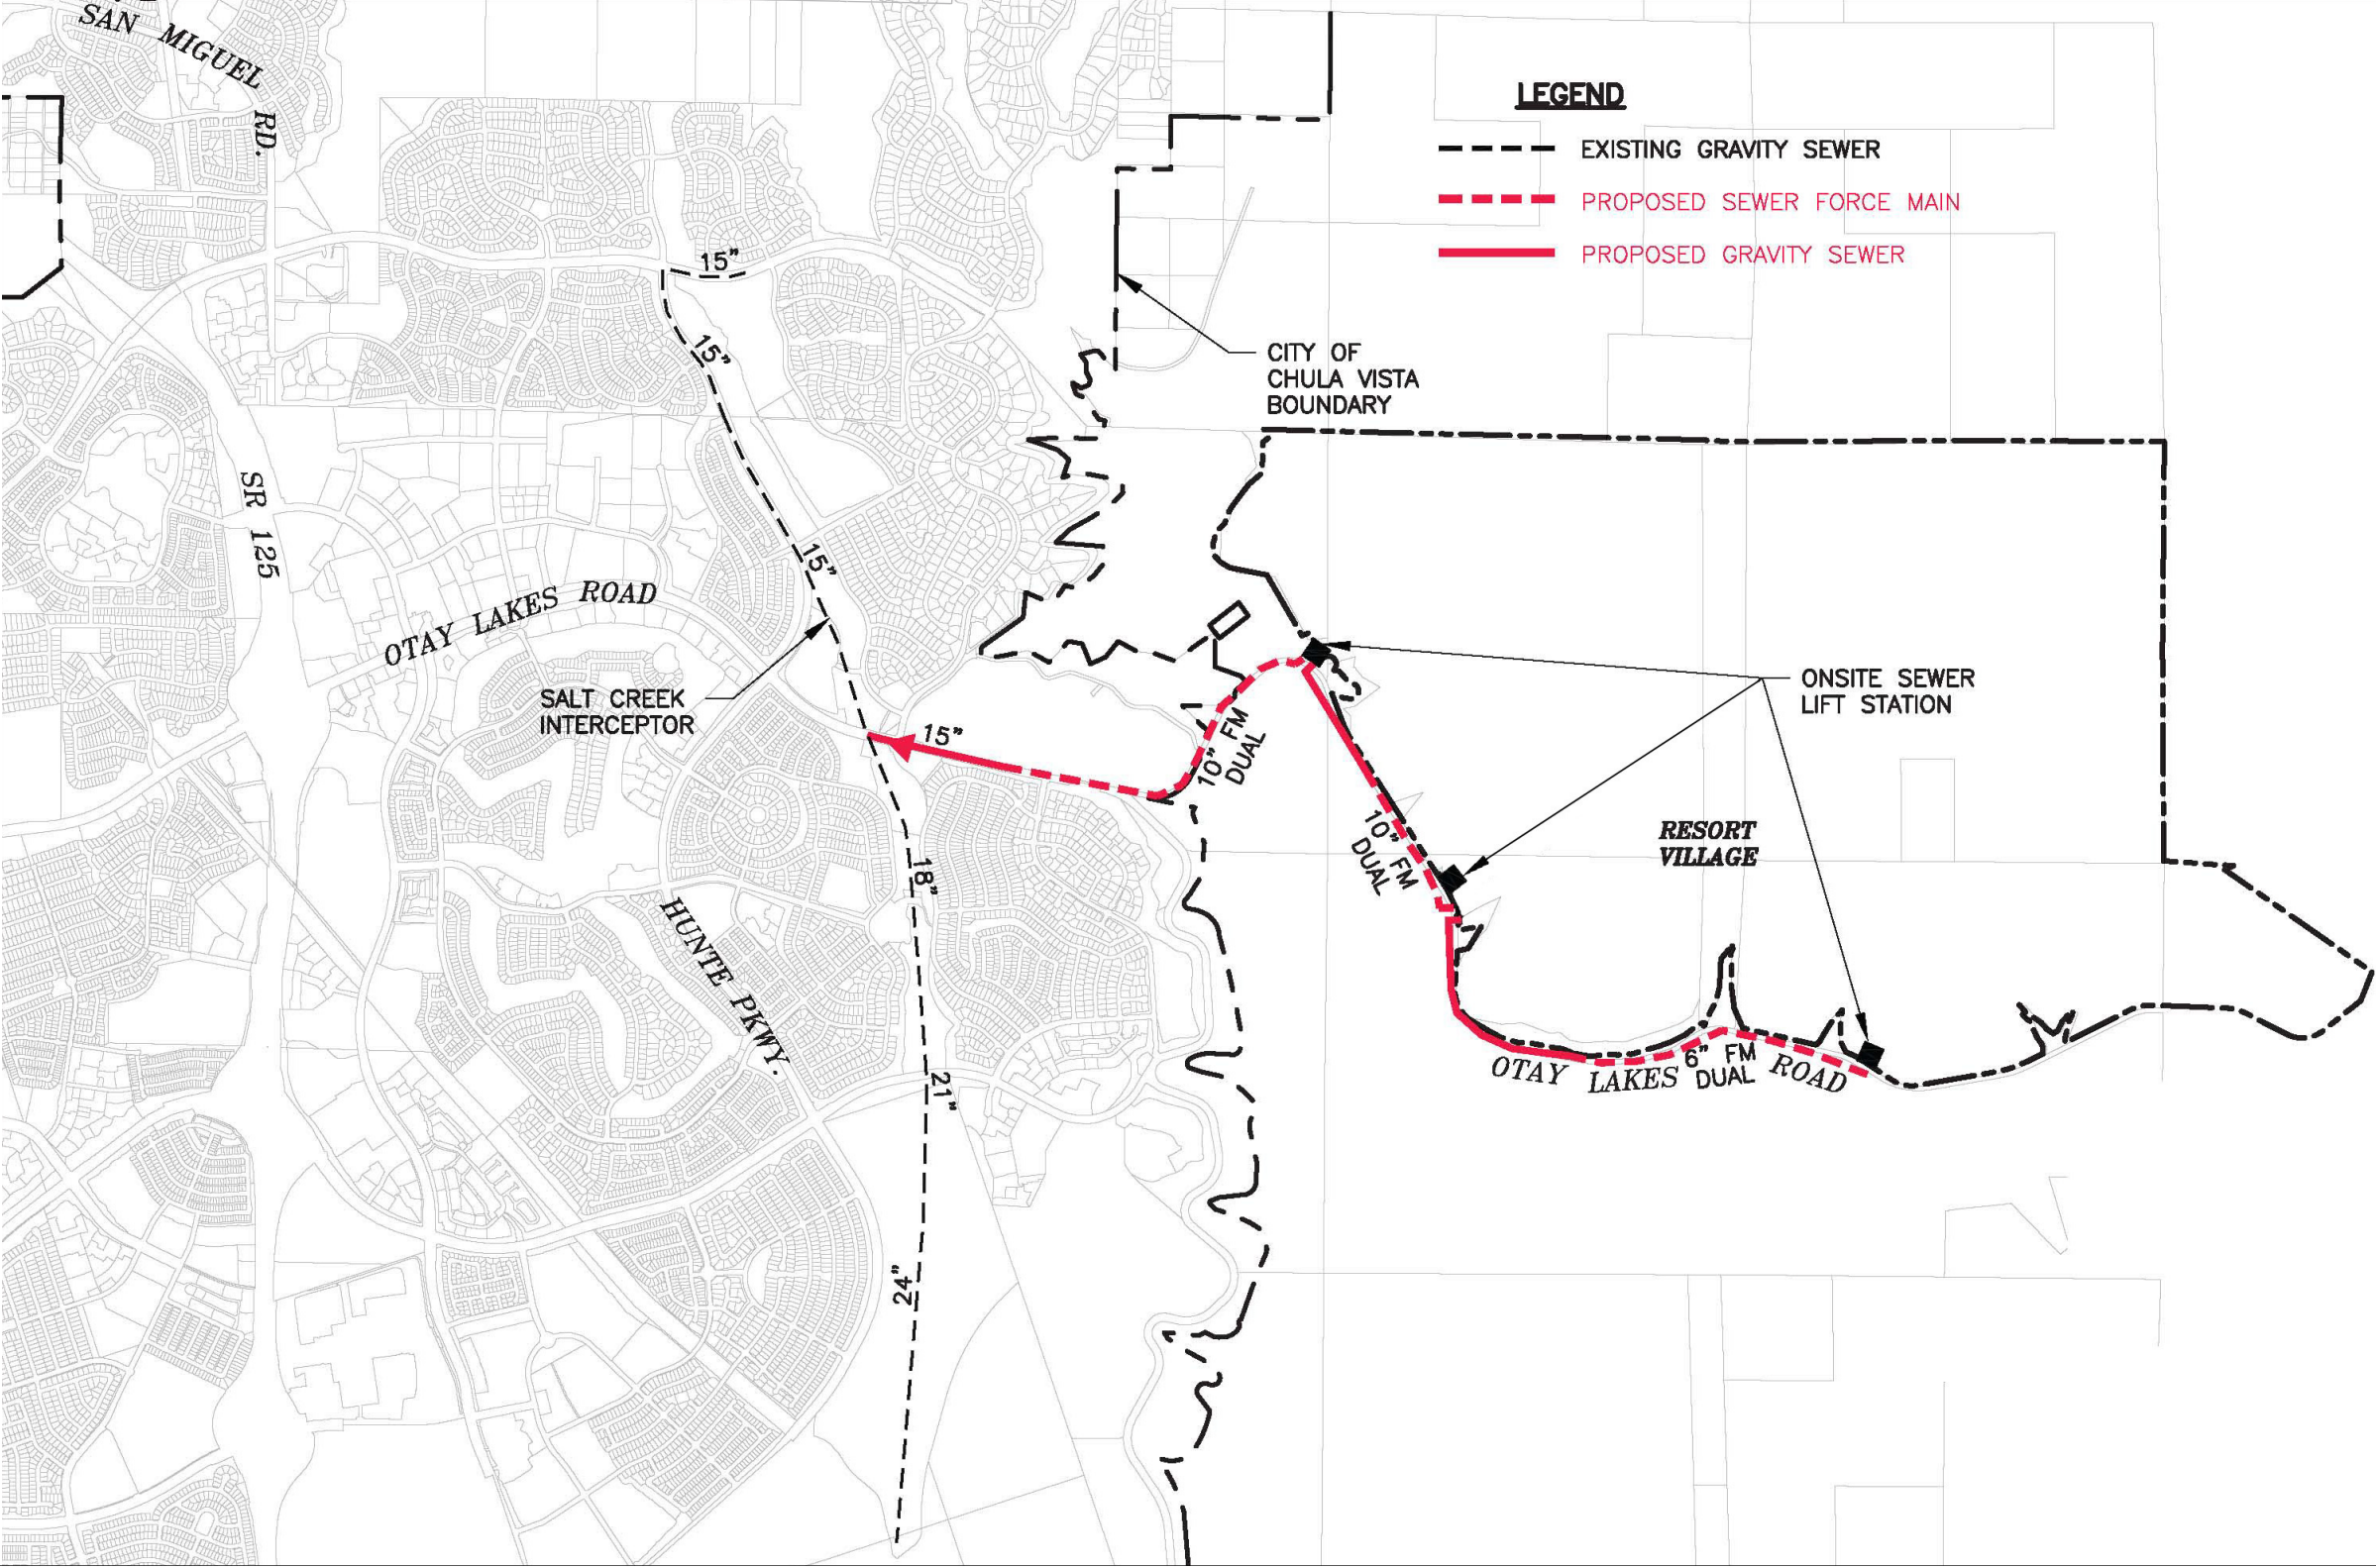 SAN MIGUEL RD.
LEGEND
EXISTING GRAVITY SEWER
PROPOSED SEWER FORCE MAIN
PROPOSED GRAVITY SEWER
15"
15"
CITY OF
CHULA VISTA
BOUNDARY
SR 125
15"
OTAY LAKES ROAD
SALT CREEK
INTERCEPTOR
ONSITE SEWER
LIFT STATION
15"
10" FM
DUAL
10" FM
DUAL
RESORT
VILLAGE
18"
HUNTE PKWY.
21"
6" FM
DUAL
OTAY LAKES ROAD
24"